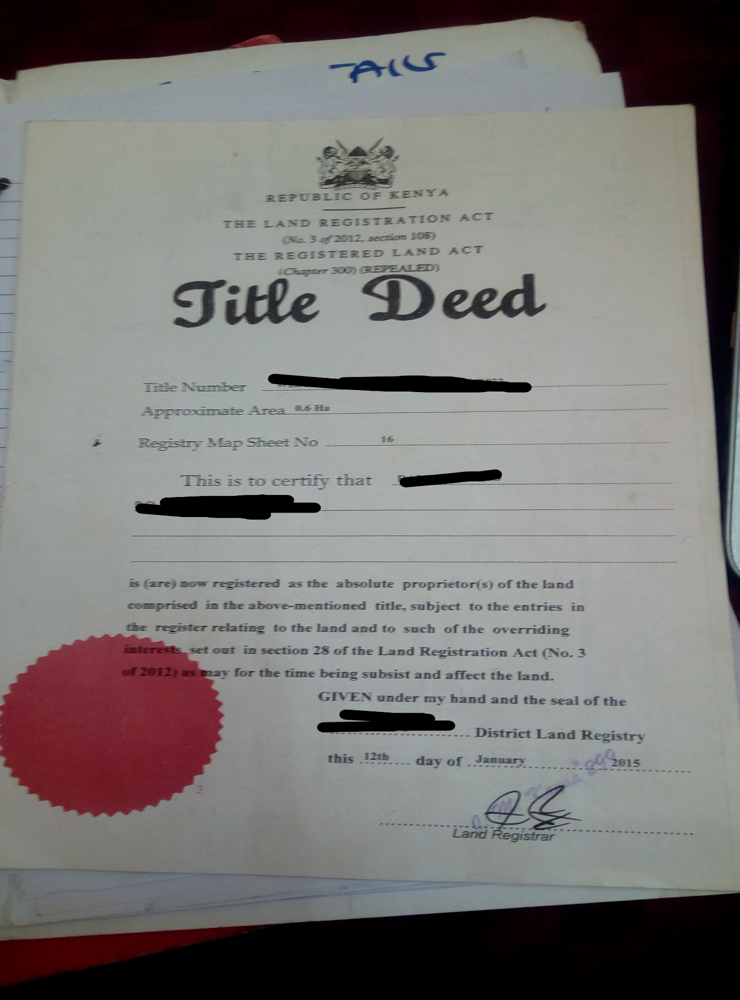 REPUBLIC OF KENYA
THE LAND REGISTRATION ACT
(No. 3 of 2012, section 108)
THE REGISTERED LAND ACT
(Chapter 300) (REPEALED)
Title Deed
Title Number
Approximate Area 0.6 Ha
Registry Map Sheet No 16
This is to certify that
is (are) now registered as the absolute proprietor(s) of the land
comprised in the above-mentioned title, subject to the entries in
the register relating to the land and to such of the overriding
interests set out in section 28 of the Land Registration Act (No. 3
of 2012) as may for the time being subsist and affect the land.
GIVEN under my hand and the seal of the
District Land Registry
this 12th day of January 2015
Land Registrar